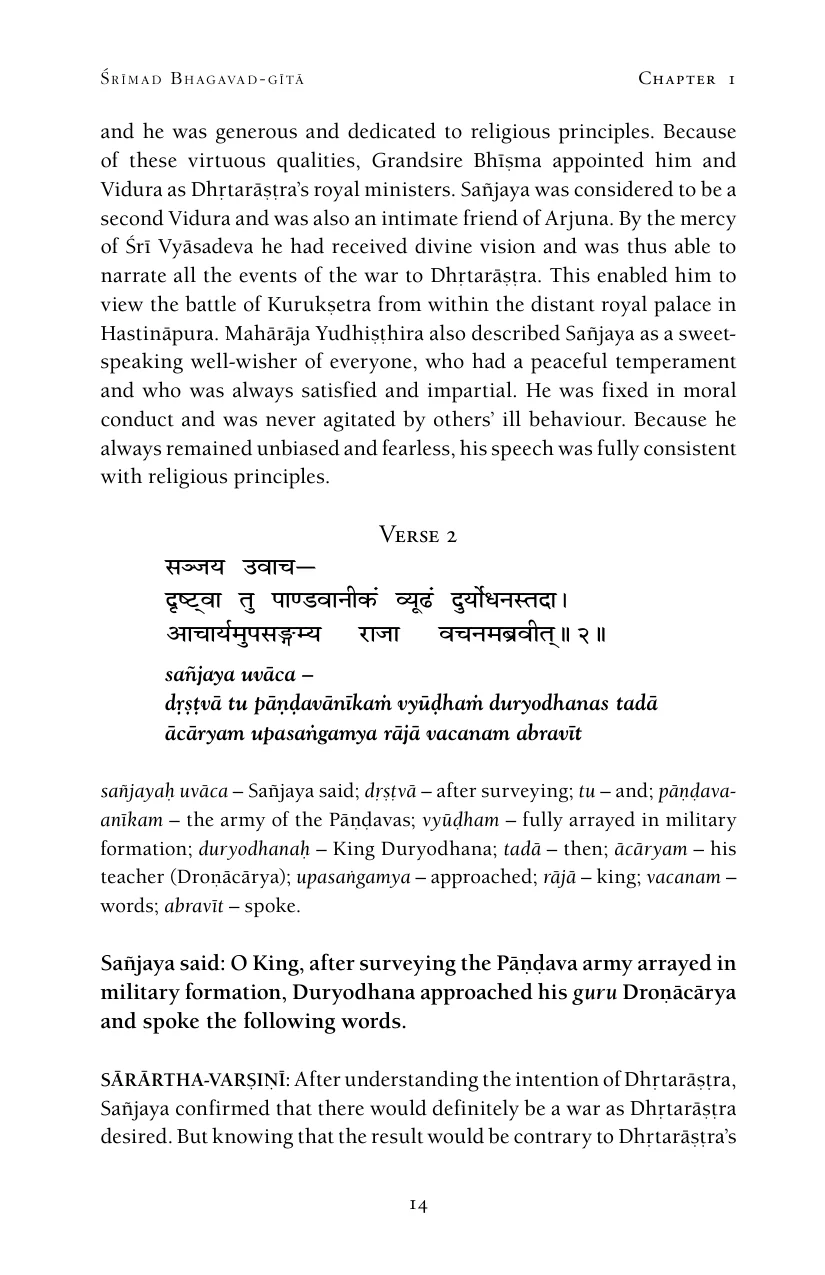 Śrīmad Bhagavad-gītā Chapter 1
and he was generous and dedicated to religious principles. Because
of these virtuous qualities, Grandsire Bhīṣma appointed him and
Vidura as Dhṛtarāṣṭra’s royal ministers. Sañjaya was considered to be a
second Vidura and was also an intimate friend of Arjuna. By the mercy
of Śrī Vyāsadeva he had received divine vision and was thus able to
narrate all the events of the war to Dhṛtarāṣṭra. This enabled him to
view the battle of Kurukṣetra from within the distant royal palace in
Hastināpura. Mahārāja Yudhiṣṭhira also described Sañjaya as a sweet-
speaking well-wisher of everyone, who had a peaceful temperament
and who was always satisfied and impartial. He was fixed in moral
conduct and was never agitated by others’ ill behaviour. Because he
always remained unbiased and fearless, his speech was fully consistent
with religious principles.
Verse 2
सञ्जय उवाच—
दृष्ट्वा तु पाण्डवानीकं व्यूढं दुर्योधनस्तदा।
आचार्यमुपसङ्गम्य राजा वचनमब्रवीत्॥ २॥
sañjaya uvāca –
dṛṣṭvā tu pāṇḍavānīkaṁ vyūḍhaṁ duryodhanas tadā
ācāryam upasaṅgamya rājā vacanam abravīt
sañjayaḥ uvāca – Sañjaya said; dṛṣṭvā – after surveying; tu – and; pāṇḍava-
anīkam – the army of the Pāṇḍavas; vyūḍham – fully arrayed in military
formation; duryodhanaḥ – King Duryodhana; tadā – then; ācāryam – his
teacher (Droṇācārya); upasaṅgamya – approached; rājā – king; vacanam –
words; abravīt – spoke.
Sañjaya said: O King, after surveying the Pāṇḍava army arrayed in
military formation, Duryodhana approached his guru Droṇācārya
and spoke the following words.
SĀRĀRTHA-VARṢIṆĪ: After understanding the intention of Dhṛtarāṣṭra,
Sañjaya confirmed that there would definitely be a war as Dhṛtarāṣṭra
desired. But knowing that the result would be contrary to Dhṛtarāṣṭra’s
14